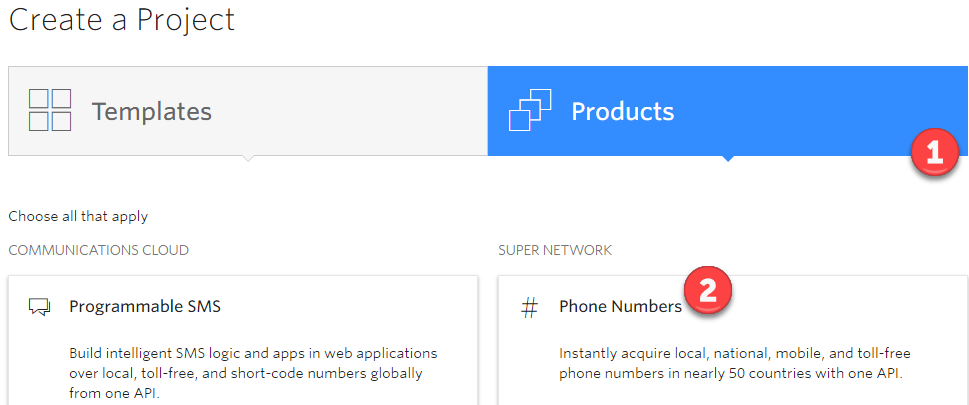 Create a Project
Templates
Products
1
Choose all that apply
COMMUNICATIONS CLOUD
SUPER NETWORK
Programmable SMS
# Phone Numbers
2
Build intelligent SMS logic and apps in web applications
over local, toll-free, and short-code numbers globally
from one API.
Instantly acquire local, national, mobile, and toll-free
phone numbers in nearly 50 countries with one API.